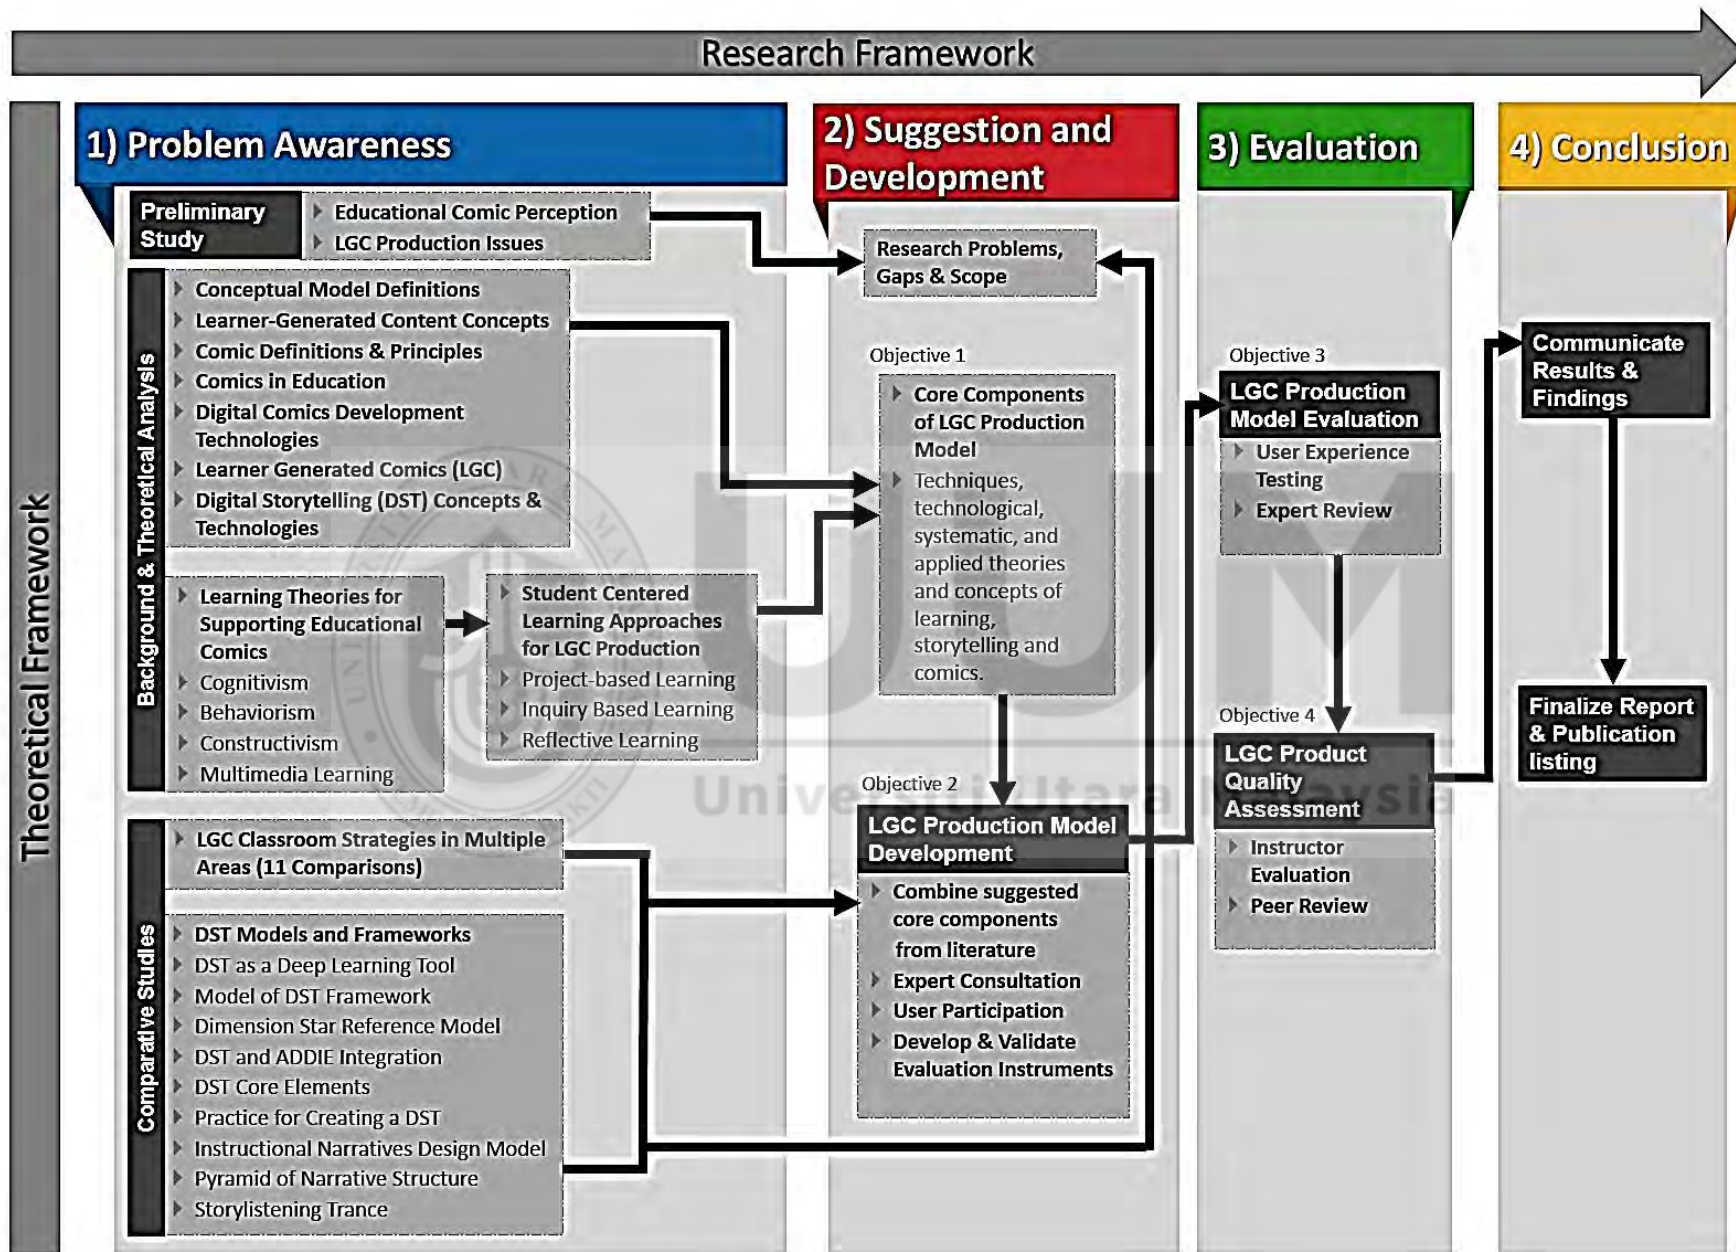 Research Framework
Theoretical Framework
1) Problem Awareness
Preliminary
Study
Educational Comic Perception
LGC Production Issues
Background & Theoretical Analysis
Conceptual Model Definitions
Learner-Generated Content Concepts
Comic Definitions & Principles
Comics in Education
Digital Comics Development
Technologies
Learner Generated Comics (LGC)
Digital Storytelling (DST) Concepts &
Technologies
Learning Theories for
Supporting Educational
Comics
Cognitivism
Behaviorism
Constructivism
Multimedia Learning
Student Centered
Learning Approaches
for LGC Production
Project-based Learning
Inquiry Based Learning
Reflective Learning
Comparative Studies
LGC Classroom Strategies in Multiple
Areas (11 Comparisons)
DST Models and Frameworks
DST as a Deep Learning Tool
Model of DST Framework
Dimension Star Reference Model
DST and ADDIE Integration
DST Core Elements
Practice for Creating a DST
Instructional Narratives Design Model
Pyramid of Narrative Structure
Storylistening Trance
2) Suggestion and
Development
Research Problems,
Gaps & Scope
Objective 1
Core Components
of LGC Production
Model
Techniques,
technological,
systematic, and
applied theories
and concepts of
learning,
storytelling and
comics.
Objective 2
LGC Production Model
Development
Combine suggested
core components
from literature
Expert Consultation
User Participation
Develop & Validate
Evaluation Instruments
3) Evaluation
Objective 3
LGC Production
Model Evaluation
User Experience
Testing
Expert Review
Objective 4
LGC Product
Quality
Assessment
Instructor
Evaluation
Peer Review
4) Conclusion
Communicate
Results &
Findings
Finalize Report
& Publication
listing
UUM
Universiti Utara Malaysia